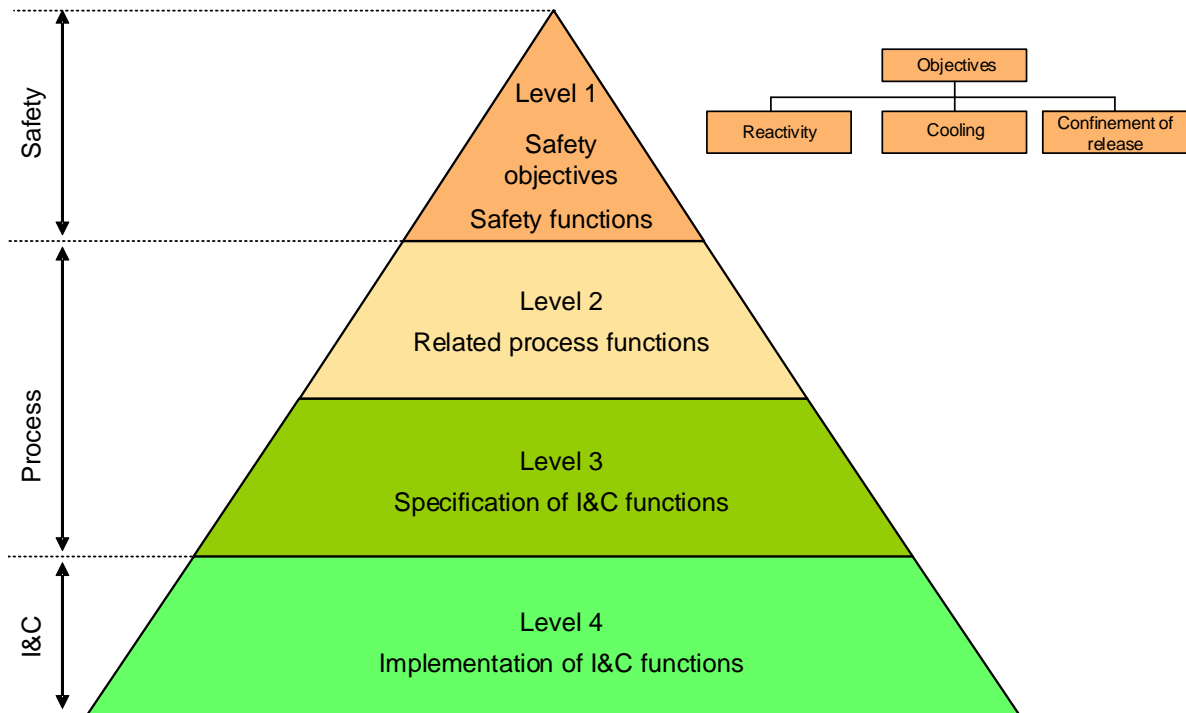 Safety
Process
I&C
Level 1
Safety
objectives
Safety functions
Level 2
Related process functions
Level 3
Specification of I&C functions
Level 4
Implementation of I&C functions
Objectives
Reactivity
Cooling
Confinement of
release